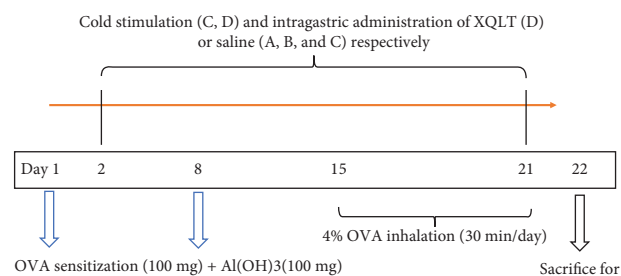 Cold stimulation (C, D) and intragastric administration of XQLT (D)
or saline (A, B, and C) respectively
Day 1 2 8 15 21 22
4% OVA inhalation (30 min/day)
OVA sensitization (100 mg) + Al(OH)3(100 mg)
Sacrifice for